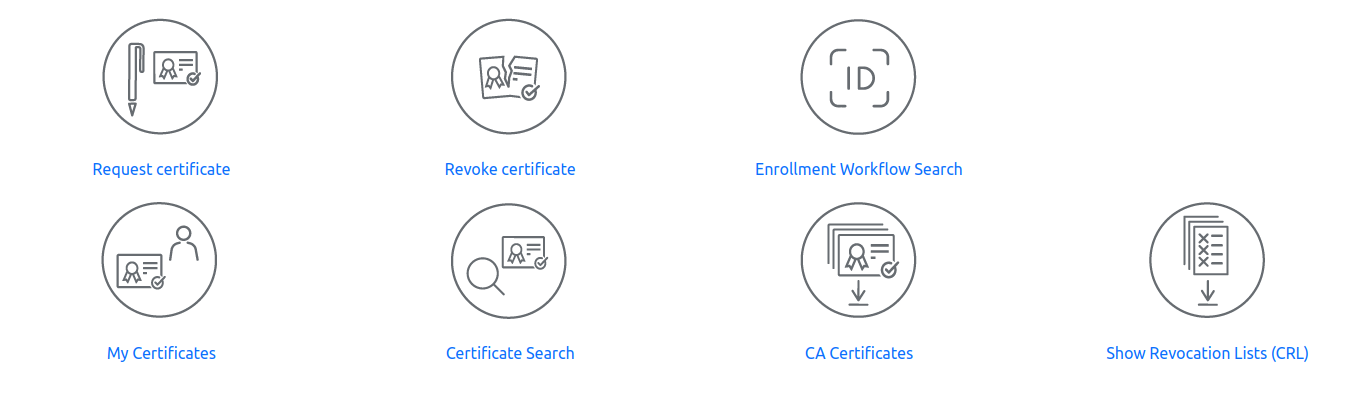 ID
Request certificate
Revoke certificate
Enrollment Workflow Search
My Certificates
Certificate Search
CA Certificates
Show Revocation Lists (CRL)